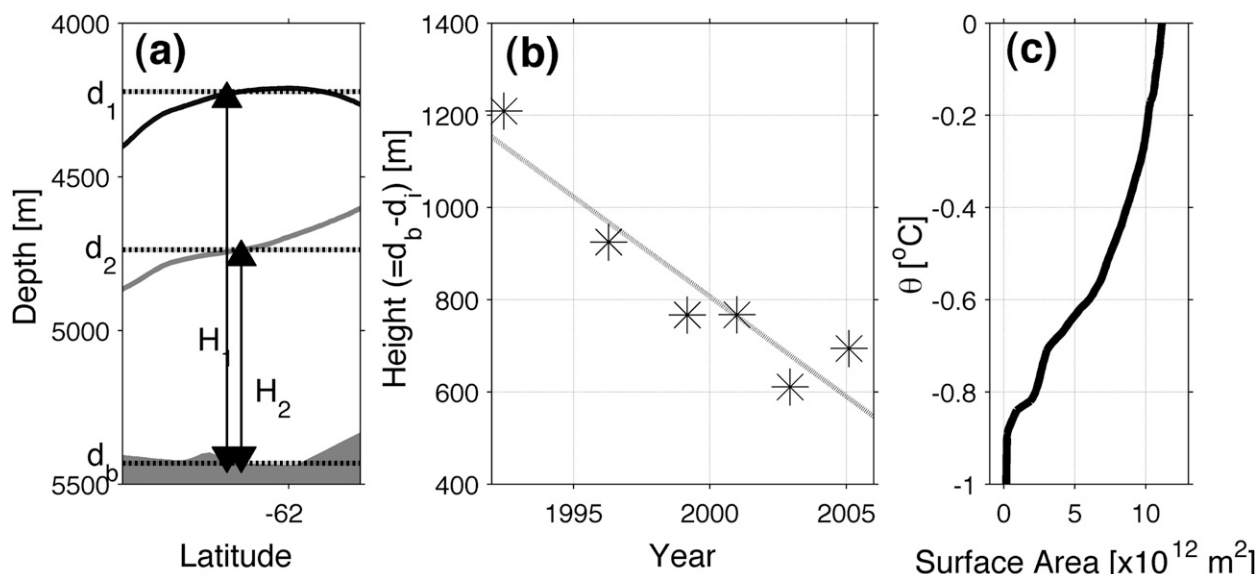 (a)
Depth [m]
4000
4500
5000
5500
d1
d2
db
H1
H2
-62
Latitude
(b)
Height (=db-di) [m]
1400
1200
1000
800
600
400
1995
2000
2005
Year
(c)
θ [°C]
0
-0.2
-0.4
-0.6
-0.8
-1
0
5
10
Surface Area [x10¹² m²]